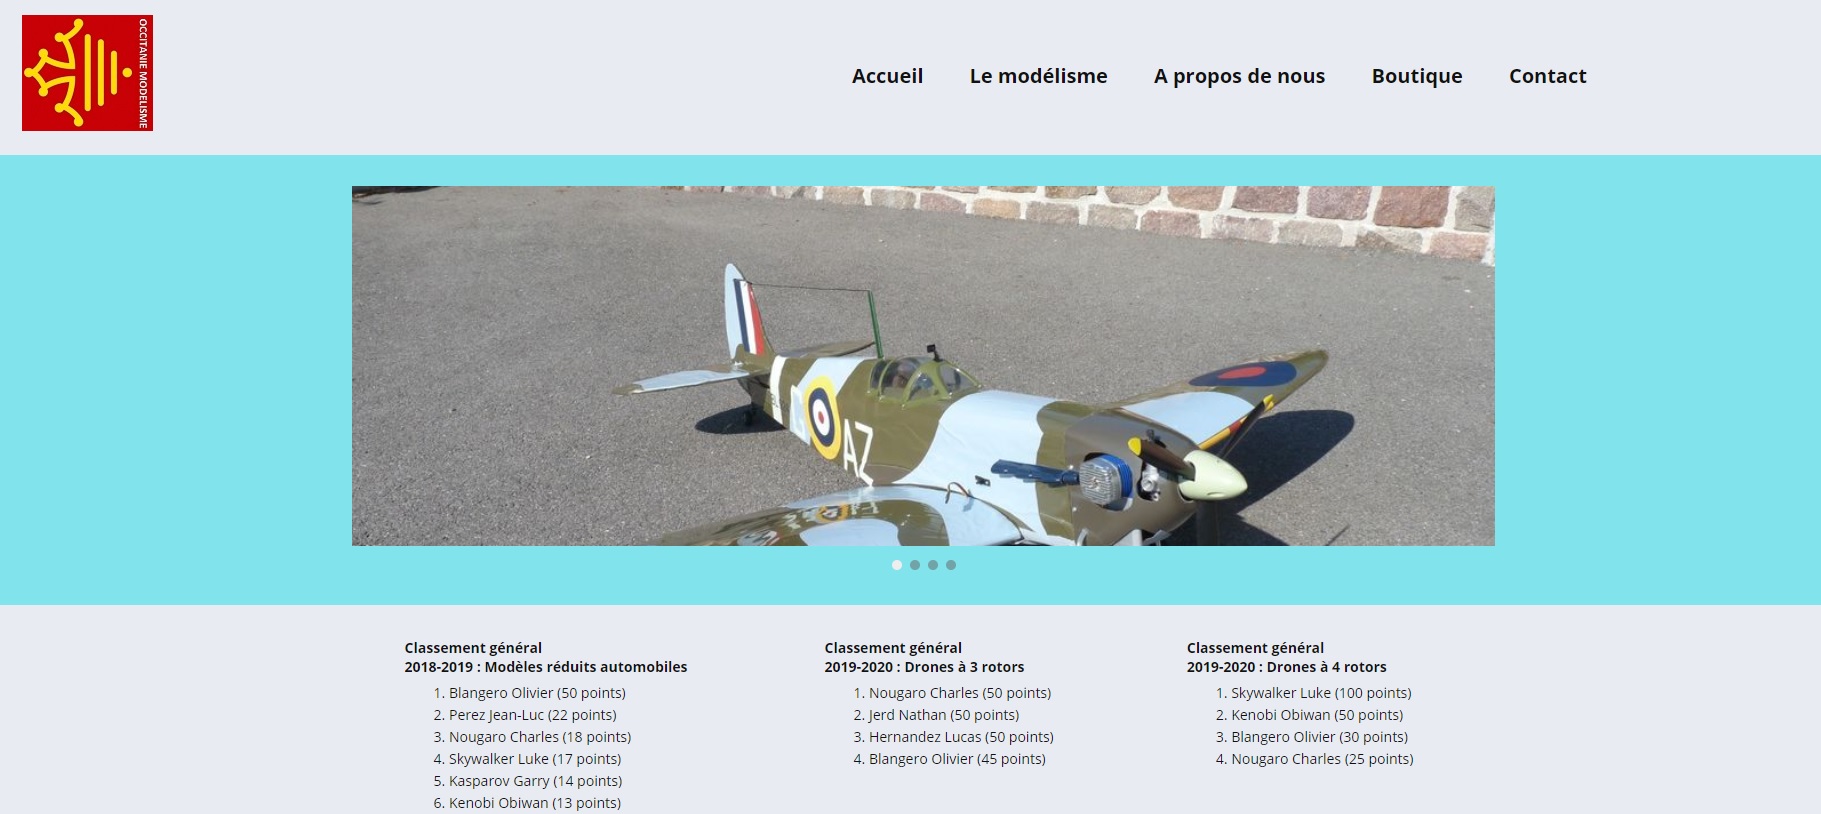 OCCITANIE MODELISME
Accueil Le modélisme A propos de nous Boutique Contact
AZ
Classement général
2018-2019 : Modèles réduits automobiles
1. Blangero Olivier (50 points)
2. Perez Jean-Luc (22 points)
3. Nougaro Charles (18 points)
4. Skywalker Luke (17 points)
5. Kasparov Garry (14 points)
6. Kenobi Obiwan (13 points)
Classement général
2019-2020 : Drones à 3 rotors
1. Nougaro Charles (50 points)
2. Jerd Nathan (50 points)
3. Hernandez Lucas (50 points)
4. Blangero Olivier (45 points)
Classement général
2019-2020 : Drones à 4 rotors
1. Skywalker Luke (100 points)
2. Kenobi Obiwan (50 points)
3. Blangero Olivier (30 points)
4. Nougaro Charles (25 points)